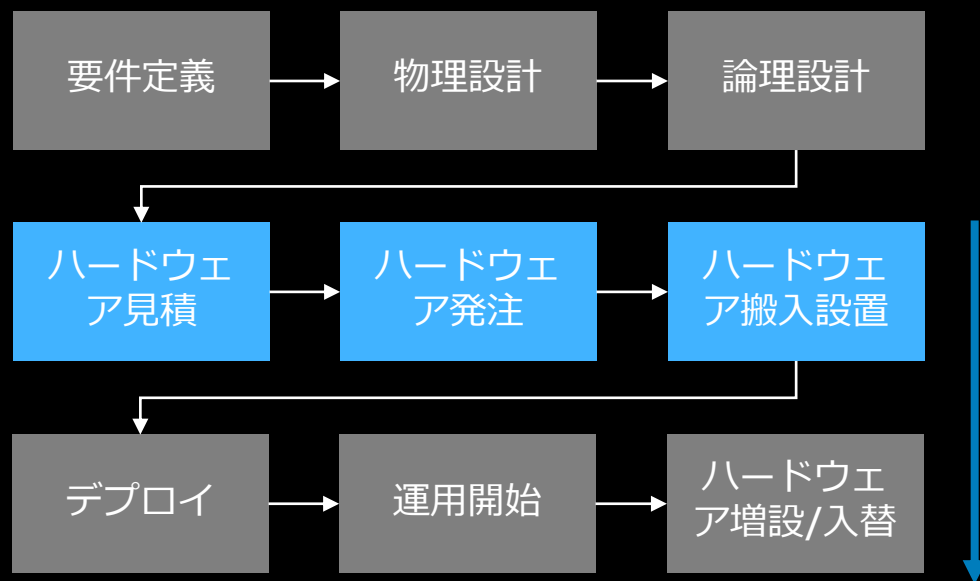 要件定義
物理設計
論理設計
ハードウェ
ア見積
ハードウェ
ア発注
ハードウェ
ア搬入設置
デプロイ
運用開始
ハードウェ
ア増設/入替